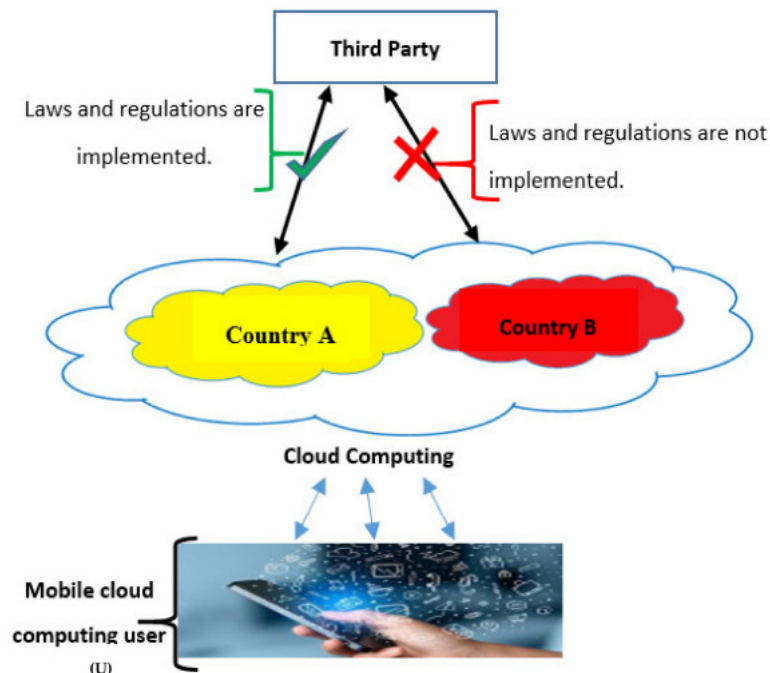 Third Party
Laws and regulations are
implemented.
Laws and regulations are not
implemented.
Country A
Country B
Cloud Computing
Mobile cloud
computing user
(U)